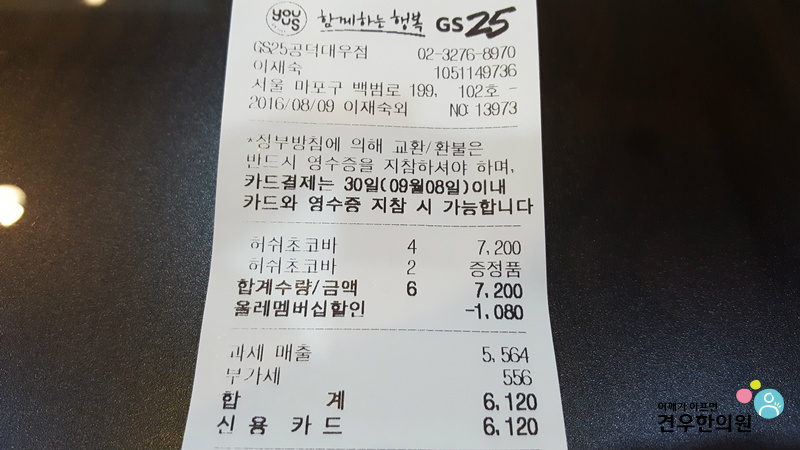 YOU US 함께하는 행복 GS25
GS25공덕대우점 02-3276-8970
이재숙 1051149736
서울 마포구 백범로 199, 102호 -
2016/08/09 이재숙외 NO: 13973
*정부방침에 의해 교환/환불은
반드시 영수증을 지참하셔야 하며,
카드결제는 30일(09월08일)이내
카드와 영수증 지참 시 가능합니다
허쉬초코바 4 7,200
허쉬초코바 2 증정품
합계수량/금액 6 7,200
올레멤버십할인 -1,080
과세 매출 5,564
부가세 556
합 계 6,120
신용 카드 6,120
어깨가 아프면
견우한의원